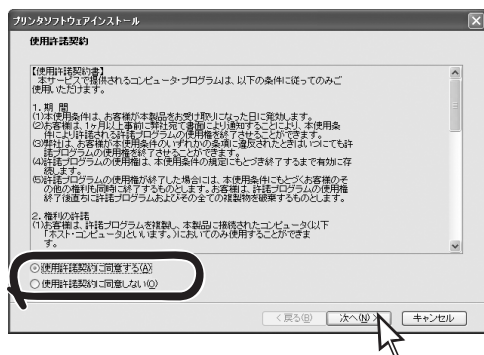 プリンタソフトウェアインストール
使用許諾契約
【使用許諾契約書】
本サービスで提供されるコンピュータ・プログラムは、以下の条件に従ってのみご
使用いただけます。
1. 期 間
(1)本使用条件は、お客様が本製品をお受け取りになった日に発効します。
(2)お客様は、1ヶ月以上事前に弊社宛て書面により通知することにより、本使用条
件により許諾される許諾プログラムの使用権を終了させることができます。
(3)弊社は、お客様が本使用条件のいずれかの条項に違反されたときはいつにても許
諾プログラムの使用権を終了させることができます。
(4)許諾プログラムの使用権は、本使用条件の規定にもとづき終了するまで有効に存
続します。
(5)許諾プログラムの使用権が終了した場合には、本使用条件にもとづくお客様のそ
の他の権利も同時に終了するものとします。お客様は、許諾プログラムの使用権
終了後直ちに許諾プログラムおよびその全ての複製物を破棄するものとします。
2. 権利の許諾
(1)お客様は、許諾プログラムを複製し、本製品に接続されたコンピュータ(以下
「ホスト・コンピュータ」といいます。)においてのみ使用することができま
す。
使用許諾契約に同意する(A)
使用許諾契約に同意しない(O)
< 戻る(B)
次へ(N) >
キャンセル